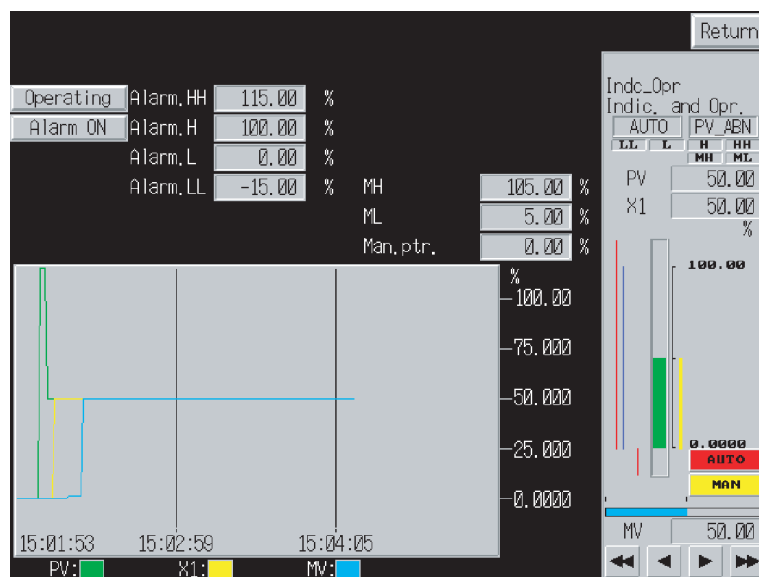 Return
Operating Alarm.HH 115.00 %
Alarm ON Alarm.H 100.00 %
Alarm.L 0.00 %
Alarm.LL -15.00 %
MH 105.00 %
ML 5.00 %
Man.ptr. 0.00 %
%
100.00
75.000
50.000
25.000
0.0000
15:01:53 15:02:59 15:04:05
PV: X1: MV:
Indc_Opr
Indic. and Opr.
AUTO PV_ABN
LL L H HH
MH ML
PV 50.00
X1 50.00
%
100.00
0.0000
AUTO
MAN
MV 50.00